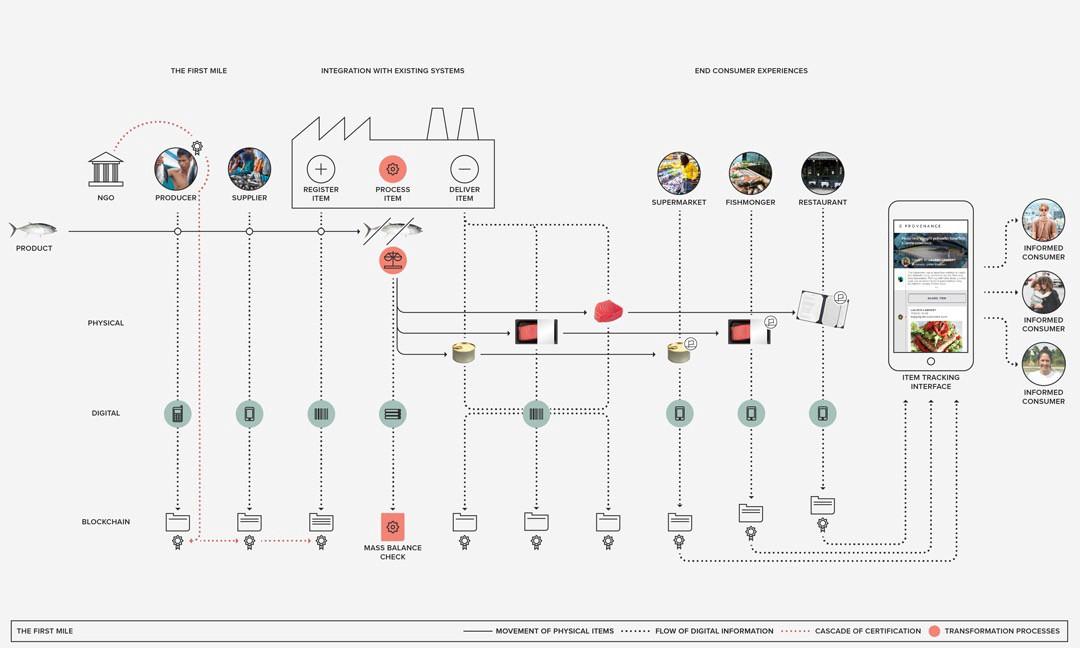 THE FIRST MILE
INTEGRATION WITH EXISTING SYSTEMS
END CONSUMER EXPERIENCES
NGO
PRODUCER
SUPPLIER
REGISTER
ITEM
PROCESS
ITEM
DELIVER
ITEM
SUPERMARKET
FISHMONGER
RESTAURANT
PRODUCT
PROVENANCE
INFORMED
CONSUMER
INFORMED
CONSUMER
INFORMED
CONSUMER
ITEM TRACKING
INTERFACE
PHYSICAL
DIGITAL
BLOCKCHAIN
MASS BALANCE
CHECK
THE FIRST MILE
MOVEMENT OF PHYSICAL ITEMS
FLOW OF DIGITAL INFORMATION
CASCADE OF CERTIFICATION
TRANSFORMATION PROCESSES